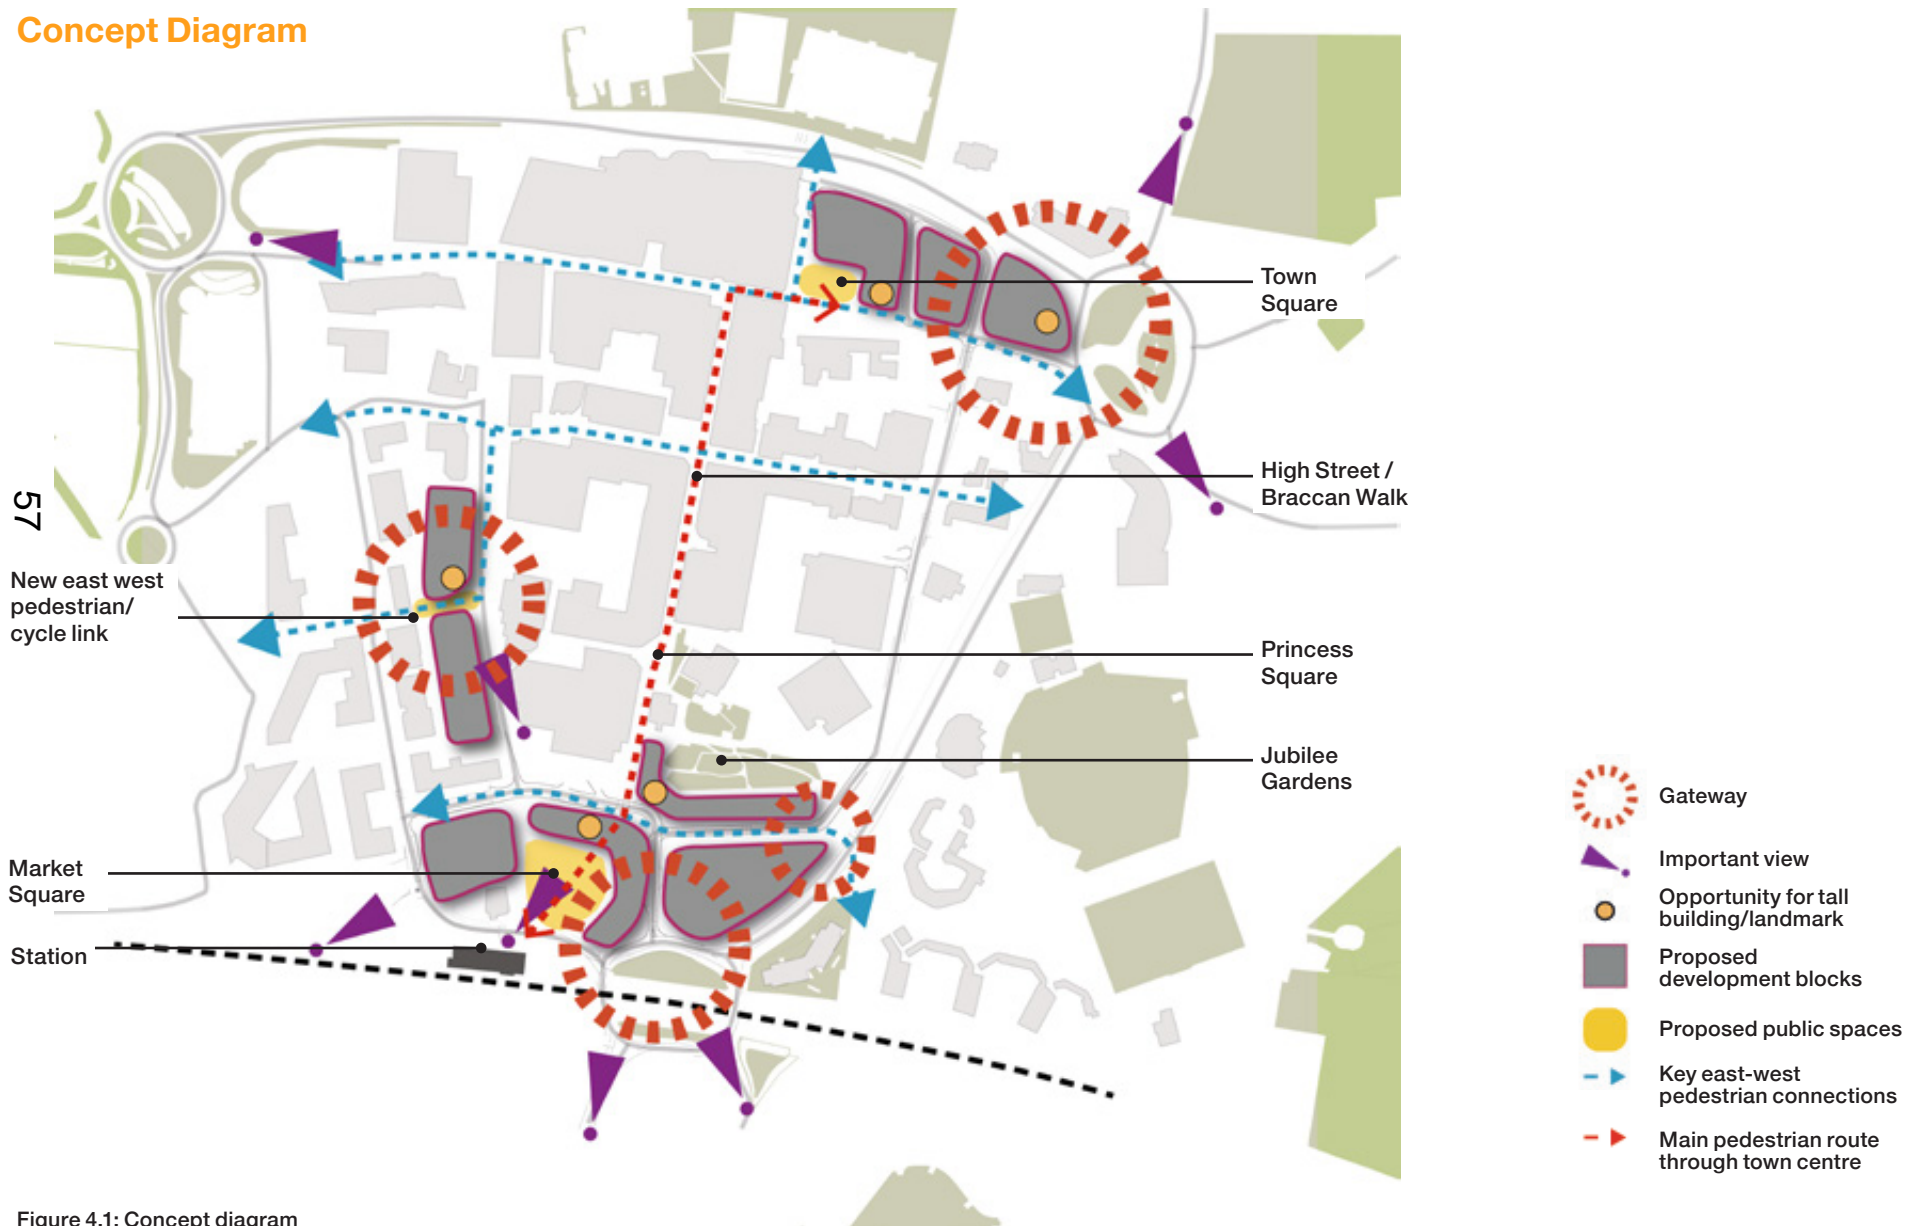 Concept Diagram
Town
Square
High Street /
Braccan Walk
57
New east west
pedestrian/
cycle link
Princess
Square
Jubilee
Gardens
Market
Square
Station
Gateway
Important view
Opportunity for tall
building/landmark
Proposed
development blocks
Proposed public spaces
Key east-west
pedestrian connections
Main pedestrian route
through town centre
Figure 4.1: Concept diagram